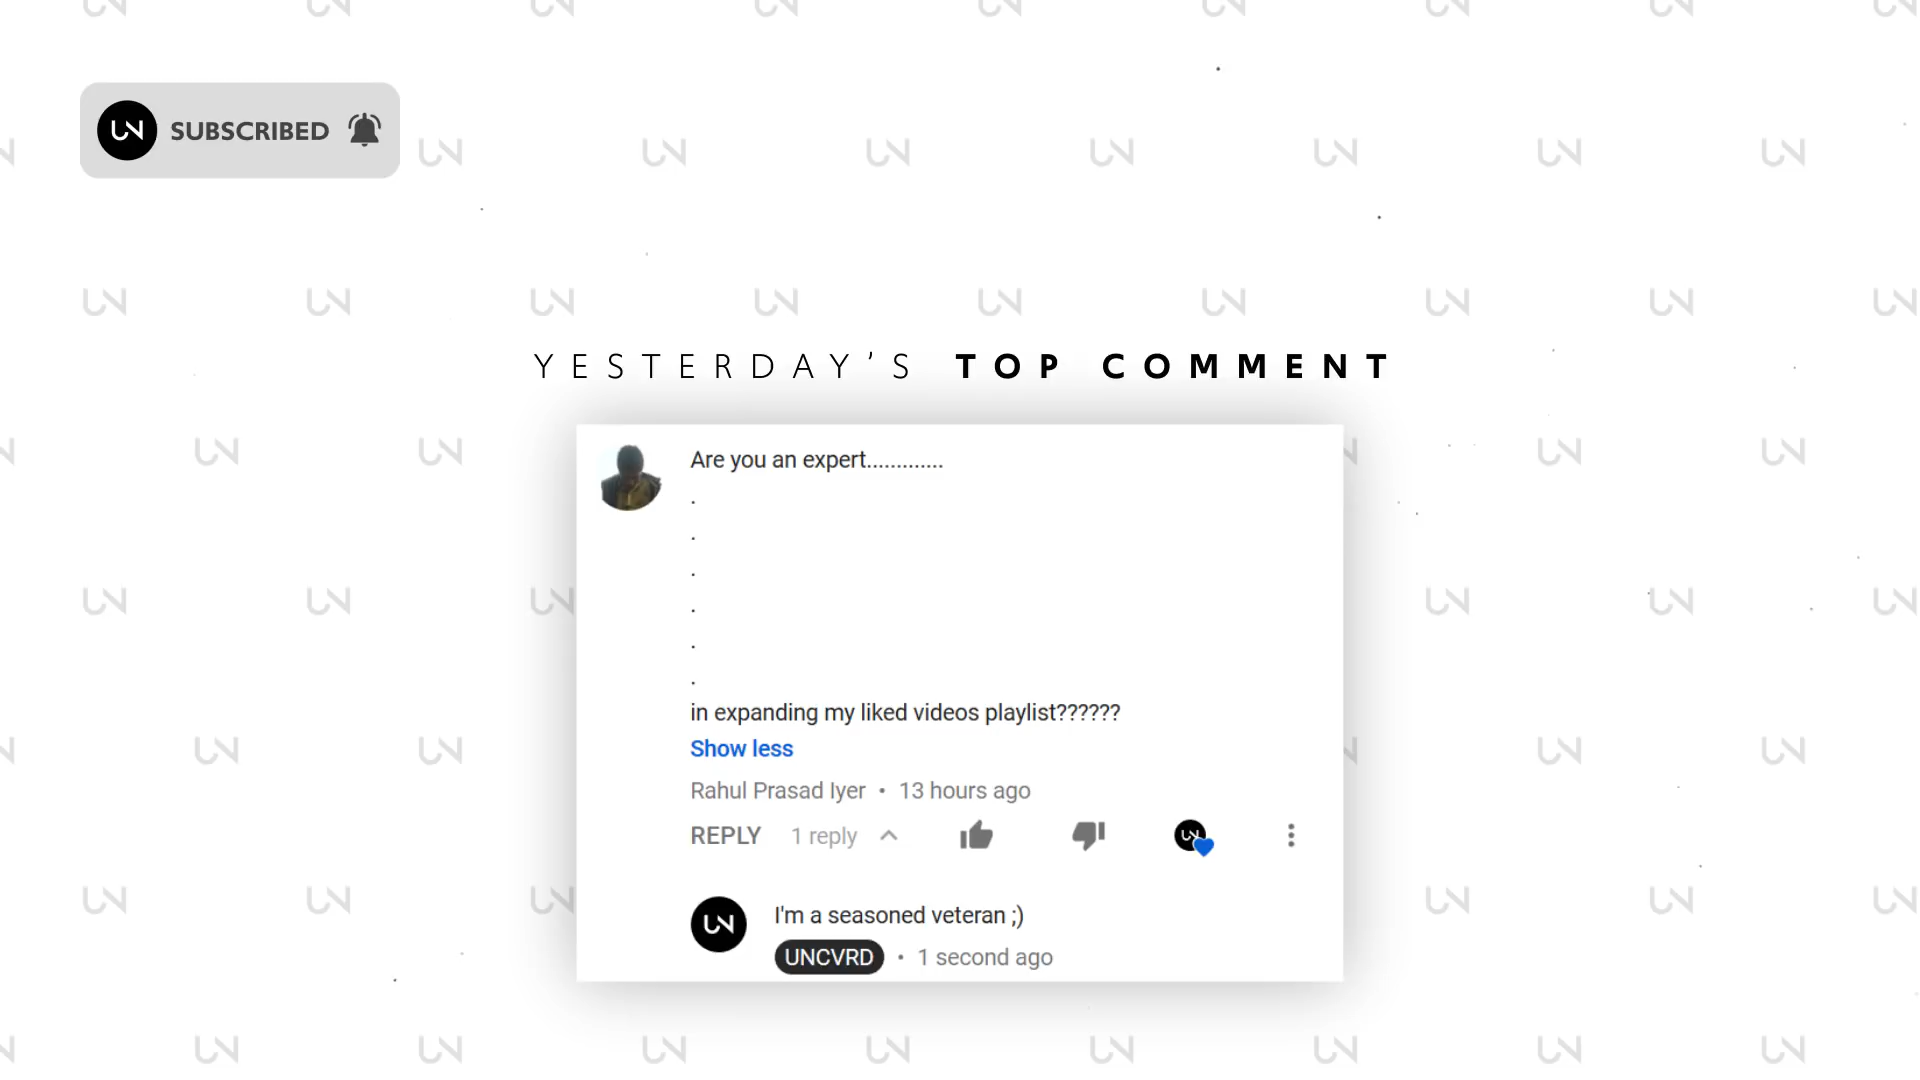 SUBSCRIBED
YESTERDAY’S TOP COMMENT
Are you an expert.............
.
.
.
.
.
.
in expanding my liked videos playlist??????
Show less
Rahul Prasad Iyer • 13 hours ago
REPLY 1 reply
I'm a seasoned veteran ;)
UNCVRD • 1 second ago